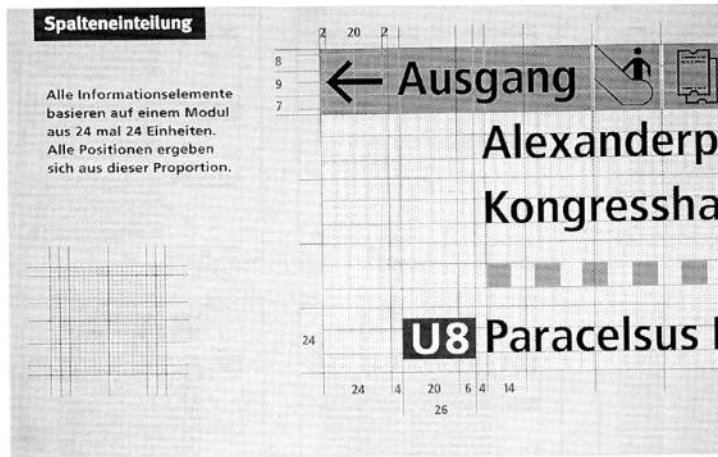 Spalteneinteilung
Alle Informationselemente
basieren auf einem Modul
aus 24 mal 24 Einheiten.
Alle Positionen ergeben
sich aus dieser Proportion.
2 20 2
8
9
7
← Ausgang
Alexanderp
Kongressha
24
U8 Paracelsus
24 4 20 6 4 14
26